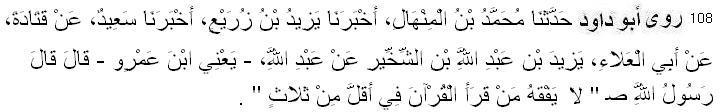 108 روى أبو داود حَدَّثَنَا مُحَمَّدُ بْنُ الْمِنْهَالِ، أَخْبَرَنَا يَزِيدُ بْنُ زُرَيْعٍ، أَخْبَرَنَا سَعِيدٌ، عَنْ قَتَادَةَ،
عَنْ أَبِي الْعَلاَءِ، يَزِيدَ بْنِ عَبْدِ اللَّهِ بْنِ الشِّخِّيرِ عَنْ عَبْدِ اللَّهِ، - يَعْنِي ابْنَ عَمْرٍو - قَالَ قَالَ
رَسُولُ اللَّهِ صـ " لاَ يَفْقَهُ مَنْ قَرَأَ الْقُرْآنَ فِي أَقَلَّ مِنْ ثَلاَثٍ " .